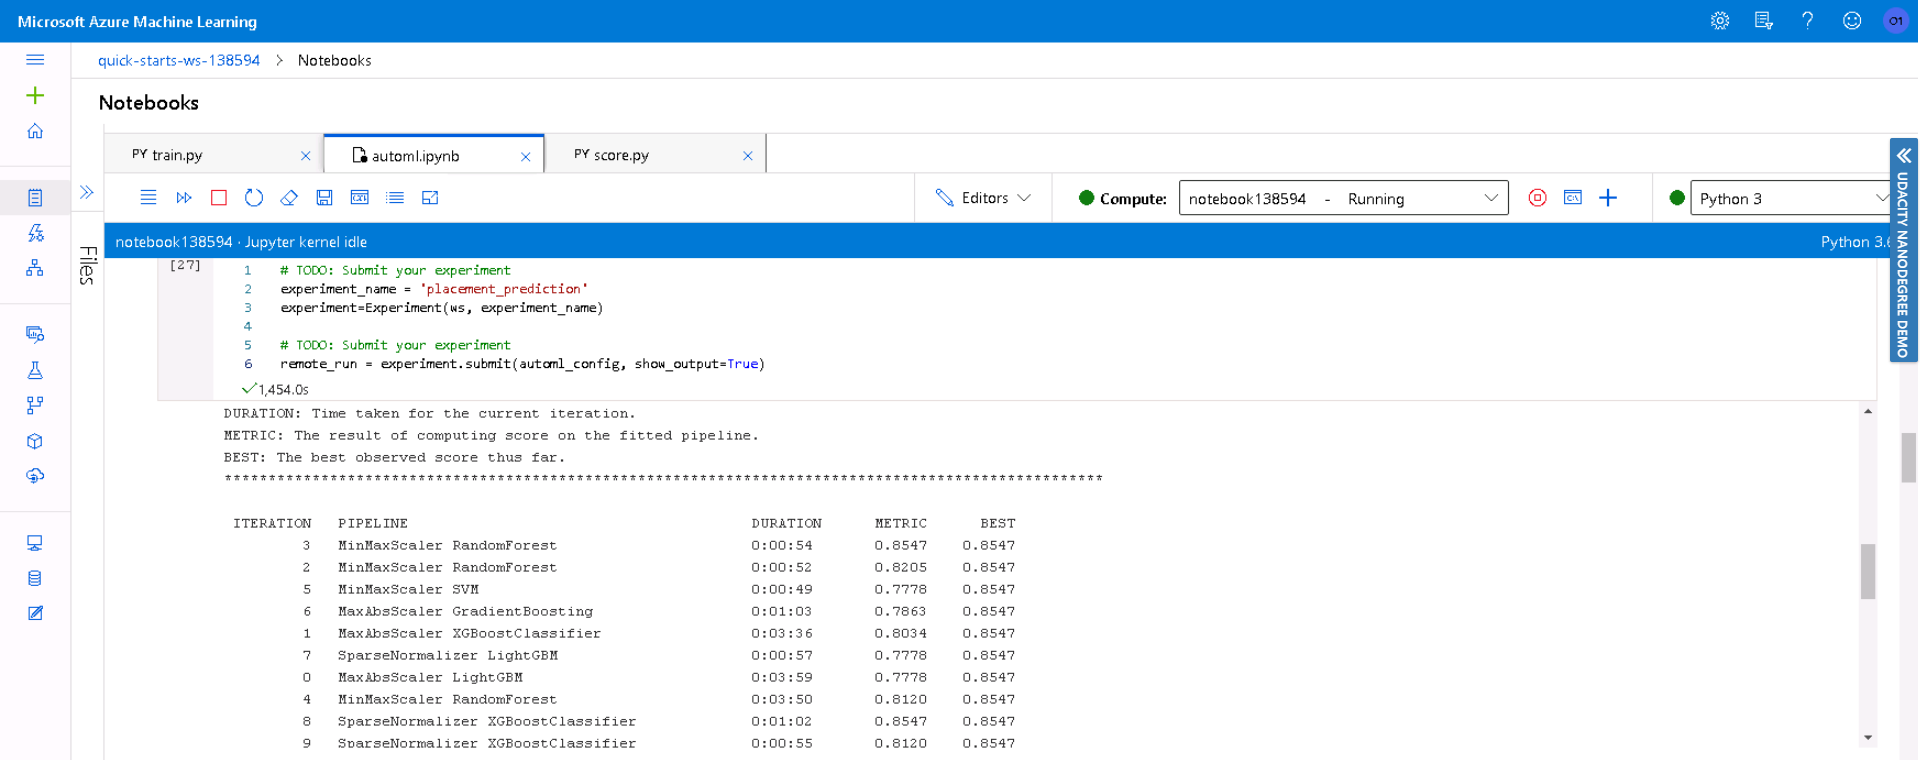 Microsoft Azure Machine Learning
01
quick-starts-ws-138594 > Notebooks
Notebooks
PY train.py
automl.ipynb
PY score.py
Editors
Compute:
notebook138594 - Running
Python 3
UDACITY NANODEGREE DEMO
Files
notebook138594 · Jupyter kernel idle
Python 3.6
[27]
1 # TODO: Submit your experiment
2 experiment_name = 'placement_prediction'
3 experiment=Experiment(ws, experiment_name)
4
5 # TODO: Submit your experiment
6 remote_run = experiment.submit(automl_config, show_output=True)
✓1,454.0s
DURATION: Time taken for the current iteration.
METRIC: The result of computing score on the fitted pipeline.
BEST: The best observed score thus far.
****************************************************************************************************
ITERATION PIPELINE DURATION METRIC BEST
3 MinMaxScaler RandomForest 0:00:54 0.8547 0.8547
2 MinMaxScaler RandomForest 0:00:52 0.8205 0.8547
5 MinMaxScaler SVM 0:00:49 0.7778 0.8547
6 MaxAbsScaler GradientBoosting 0:01:03 0.7863 0.8547
1 MaxAbsScaler XGBoostClassifier 0:03:36 0.8034 0.8547
7 SparseNormalizer LightGBM 0:00:57 0.7778 0.8547
0 MaxAbsScaler LightGBM 0:03:59 0.7778 0.8547
4 MinMaxScaler RandomForest 0:03:50 0.8120 0.8547
8 SparseNormalizer XGBoostClassifier 0:01:02 0.8547 0.8547
9 SparseNormalizer XGBoostClassifier 0:00:55 0.8120 0.8547